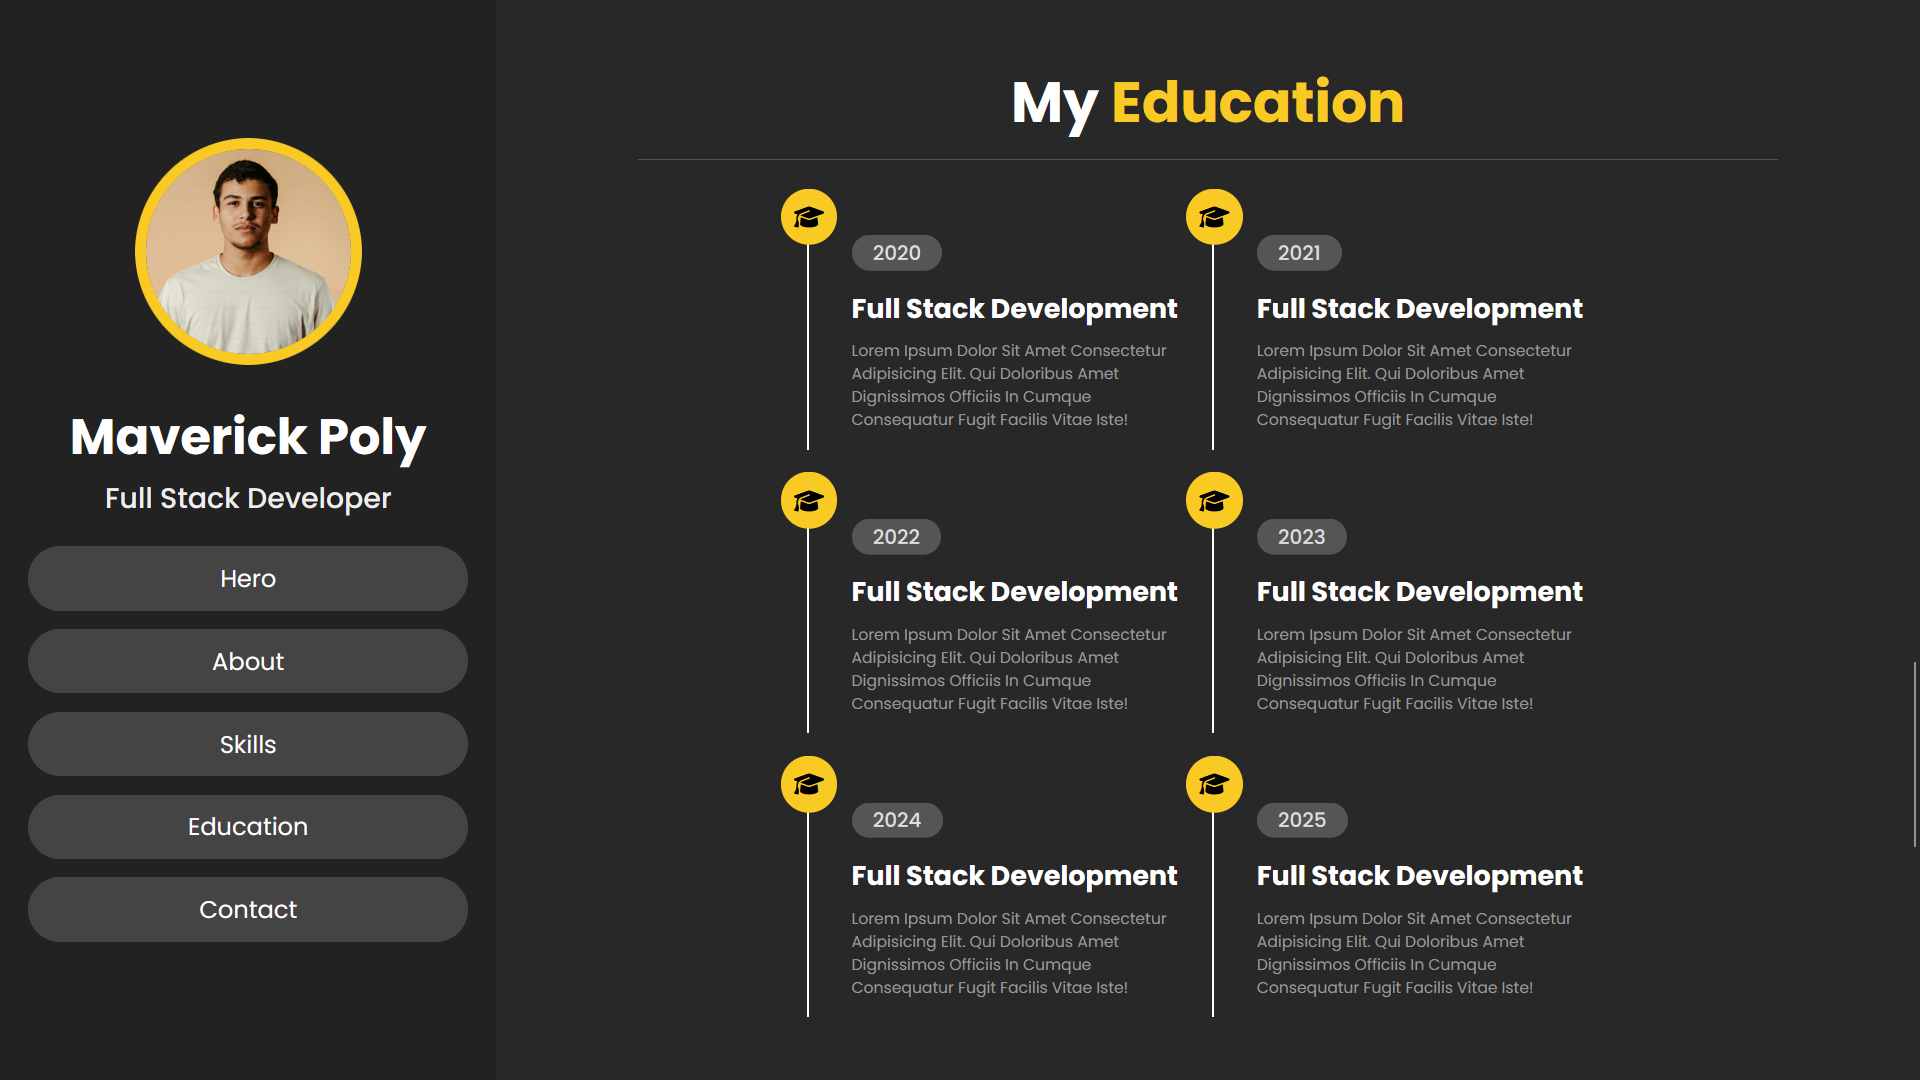 Maverick Poly
Full Stack Developer
Hero
About
Skills
Education
Contact
My Education
2020
Full Stack Development
Lorem Ipsum Dolor Sit Amet Consectetur
Adipisicing Elit. Qui Doloribus Amet
Dignissimos Officiis In Cumque
Consequatur Fugit Facilis Vitae Iste!
2021
Full Stack Development
Lorem Ipsum Dolor Sit Amet Consectetur
Adipisicing Elit. Qui Doloribus Amet
Dignissimos Officiis In Cumque
Consequatur Fugit Facilis Vitae Iste!
2022
Full Stack Development
Lorem Ipsum Dolor Sit Amet Consectetur
Adipisicing Elit. Qui Doloribus Amet
Dignissimos Officiis In Cumque
Consequatur Fugit Facilis Vitae Iste!
2023
Full Stack Development
Lorem Ipsum Dolor Sit Amet Consectetur
Adipisicing Elit. Qui Doloribus Amet
Dignissimos Officiis In Cumque
Consequatur Fugit Facilis Vitae Iste!
2024
Full Stack Development
Lorem Ipsum Dolor Sit Amet Consectetur
Adipisicing Elit. Qui Doloribus Amet
Dignissimos Officiis In Cumque
Consequatur Fugit Facilis Vitae Iste!
2025
Full Stack Development
Lorem Ipsum Dolor Sit Amet Consectetur
Adipisicing Elit. Qui Doloribus Amet
Dignissimos Officiis In Cumque
Consequatur Fugit Facilis Vitae Iste!